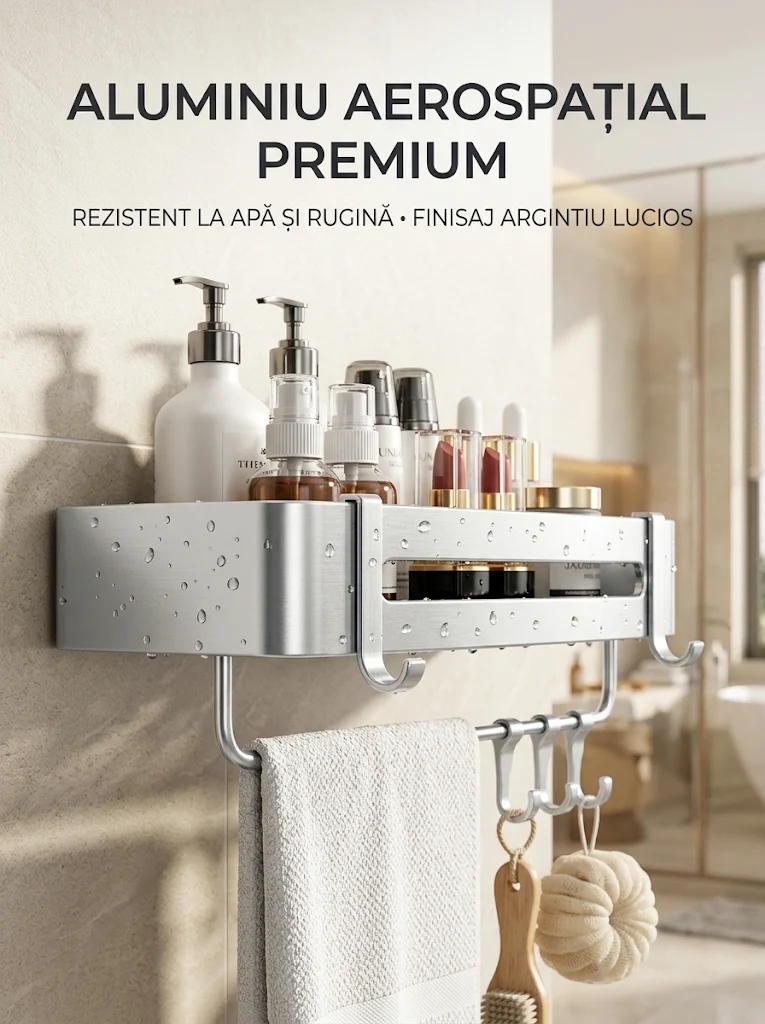 ALUMINIU AEROSPAȚIAL
PREMIUM
REZISTENT LA APĂ ȘI RUGINĂ • FINISAJ ARGINTIU LUCIOS